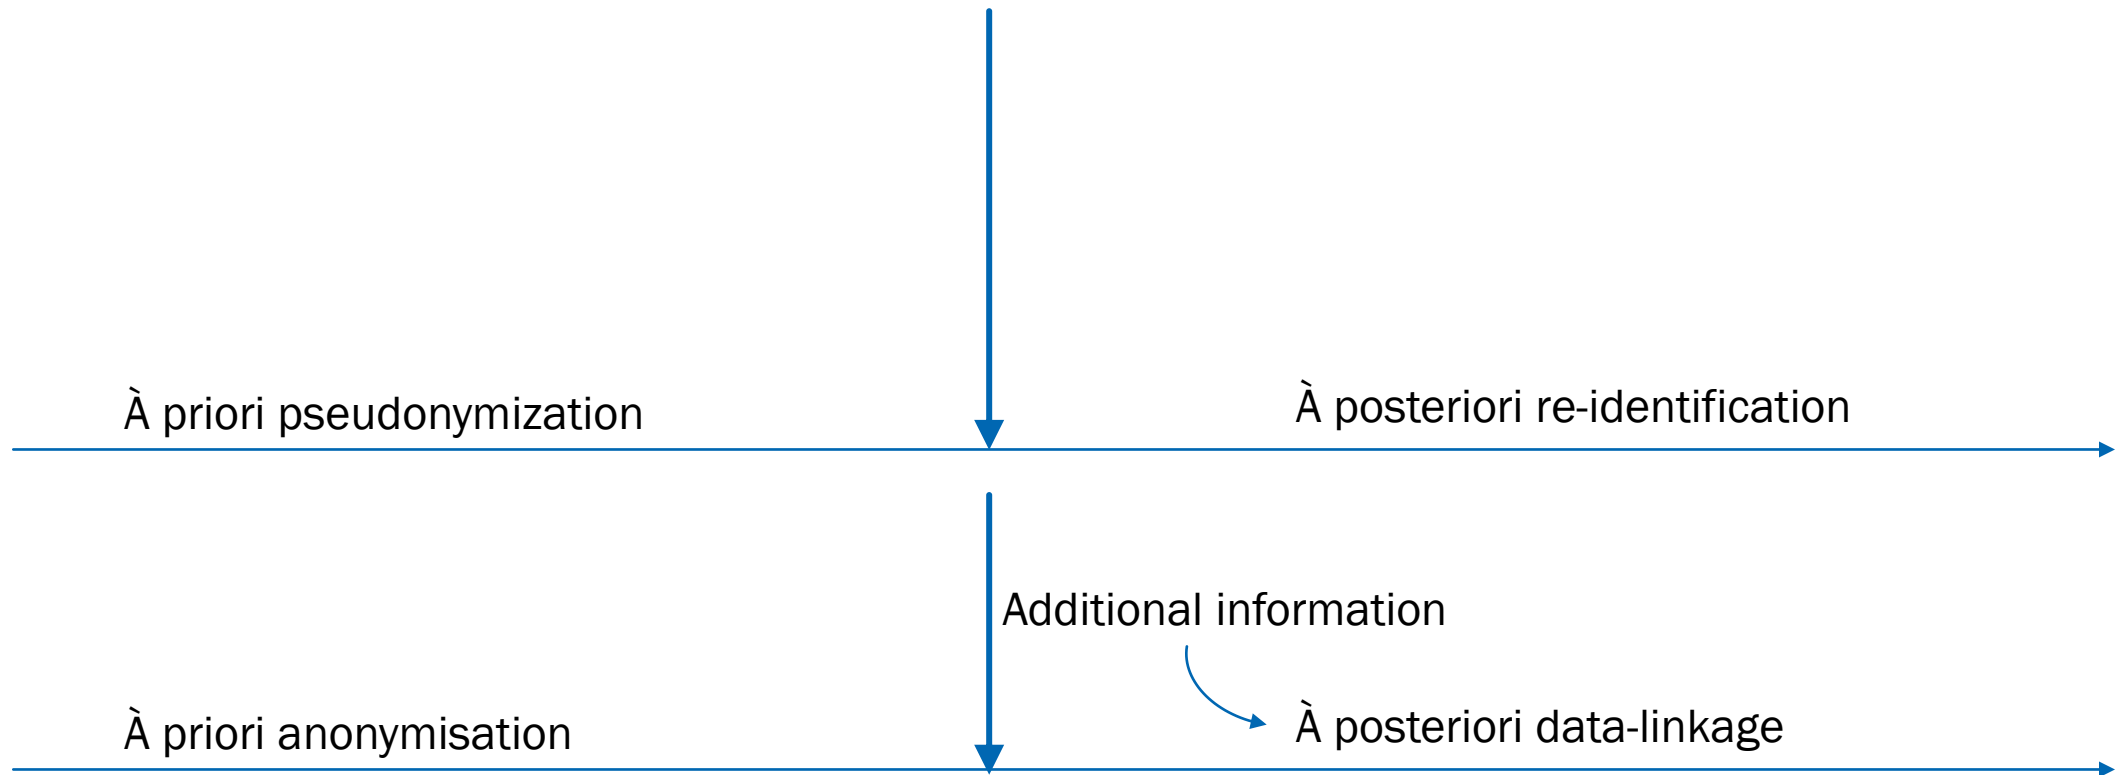 À priori pseudonymization
À posteriori re-identification
Additional information
À priori anonymisation
À posteriori data-linkage